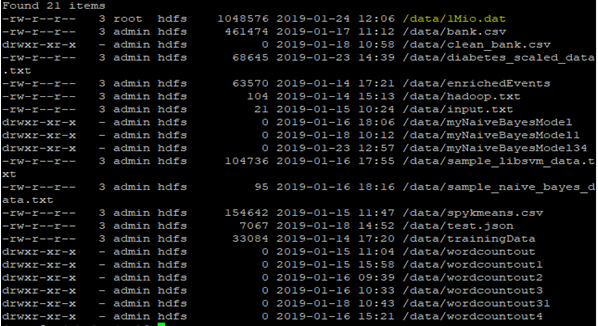 Found 21 items
-rw-r--r-- 3 root hdfs 1048576 2019-01-24 12:06 /data/1Mio.dat
-rw-r--r-- 3 admin hdfs 461474 2019-01-17 11:12 /data/bank.csv
drwxr-xr-x - admin hdfs 0 2019-01-18 10:58 /data/clean_bank.csv
-rw-r--r-- 3 admin hdfs 68645 2019-01-23 14:39 /data/diabetes_scaled_data
.txt
-rw-r--r-- 3 admin hdfs 63570 2019-01-14 17:21 /data/enrichedEvents
-rw-r--r-- 3 admin hdfs 104 2019-01-14 15:13 /data/hadoop.txt
-rw-r--r-- 3 admin hdfs 21 2019-01-15 10:24 /data/input.txt
drwxr-xr-x - admin hdfs 0 2019-01-16 18:06 /data/myNaiveBayesModel
drwxr-xr-x - admin hdfs 0 2019-01-18 10:12 /data/myNaiveBayesModel1
drwxr-xr-x - admin hdfs 0 2019-01-23 12:57 /data/myNaiveBayesModel34
-rw-r--r-- 3 admin hdfs 104736 2019-01-16 17:55 /data/sample_libsvm_data.t
xt
-rw-r--r-- 3 admin hdfs 95 2019-01-16 18:16 /data/sample_naive_bayes_d
ata.txt
-rw-r--r-- 3 admin hdfs 154642 2019-01-15 11:47 /data/spykmeans.csv
-rw-r--r-- 3 admin hdfs 7067 2019-01-18 14:52 /data/test.json
-rw-r--r-- 3 admin hdfs 33084 2019-01-14 17:20 /data/trainingData
drwxr-xr-x - admin hdfs 0 2019-01-15 11:04 /data/wordcountout
drwxr-xr-x - admin hdfs 0 2019-01-15 15:58 /data/wordcountout1
drwxr-xr-x - admin hdfs 0 2019-01-16 09:39 /data/wordcountout2
drwxr-xr-x - admin hdfs 0 2019-01-16 10:33 /data/wordcountout3
drwxr-xr-x - admin hdfs 0 2019-01-18 10:43 /data/wordcountout31
drwxr-xr-x - admin hdfs 0 2019-01-16 15:21 /data/wordcountout4